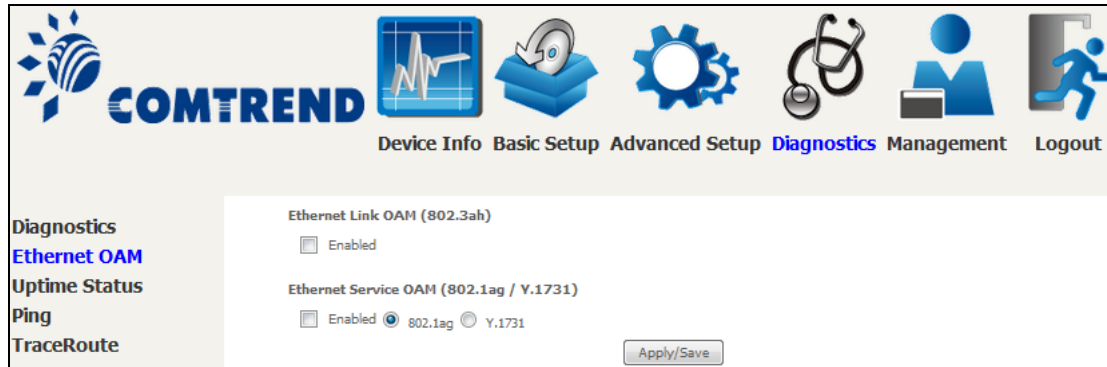 COMTREND
Device Info Basic Setup Advanced Setup Diagnostics Management Logout
Diagnostics
Ethernet OAM
Uptime Status
Ping
TraceRoute
Ethernet Link OAM (802.3ah)
Enabled
Ethernet Service OAM (802.1ag / Y.1731)
Enabled 802.1ag Y.1731
Apply/Save